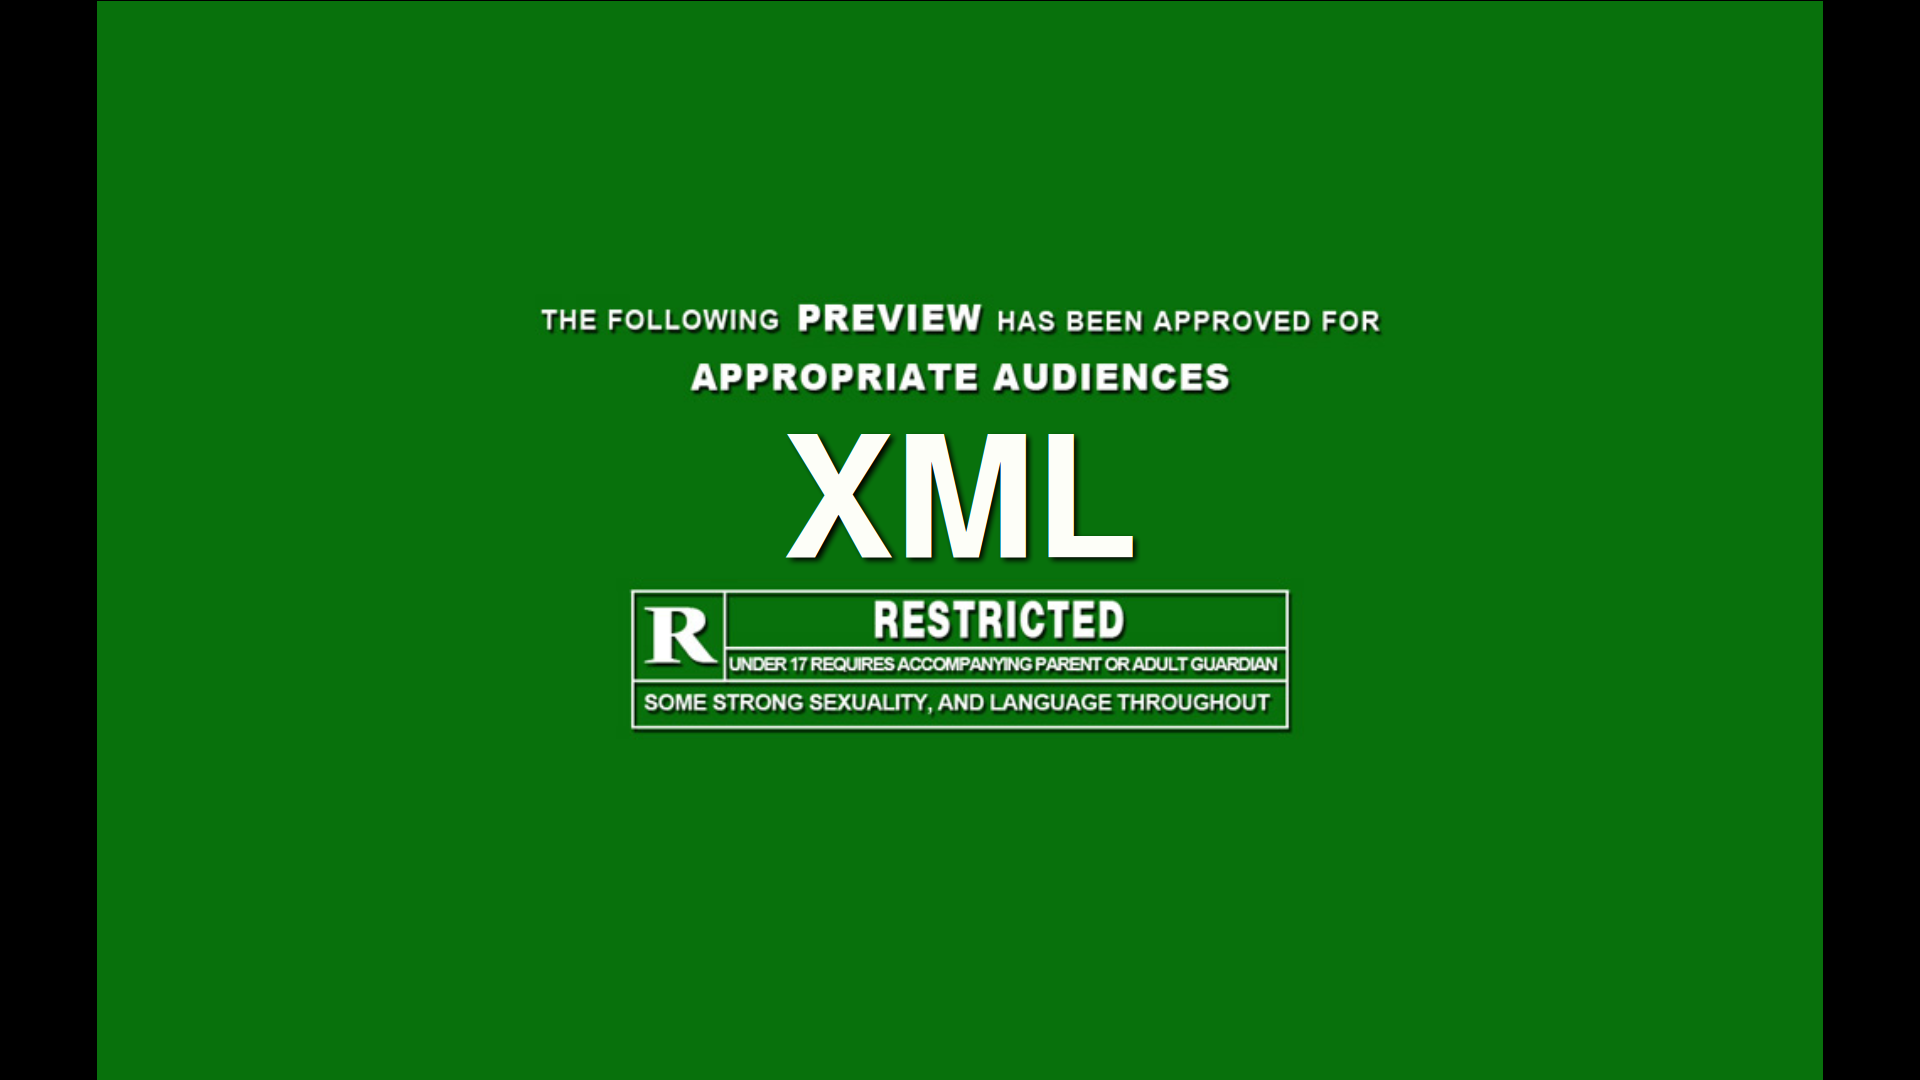 THE FOLLOWING PREVIEW HAS BEEN APPROVED FOR
APPROPRIATE AUDIENCES
XML
R
RESTRICTED
UNDER 17 REQUIRES ACCOMPANYING PARENT OR ADULT GUARDIAN
SOME STRONG SEXUALITY, AND LANGUAGE THROUGHOUT